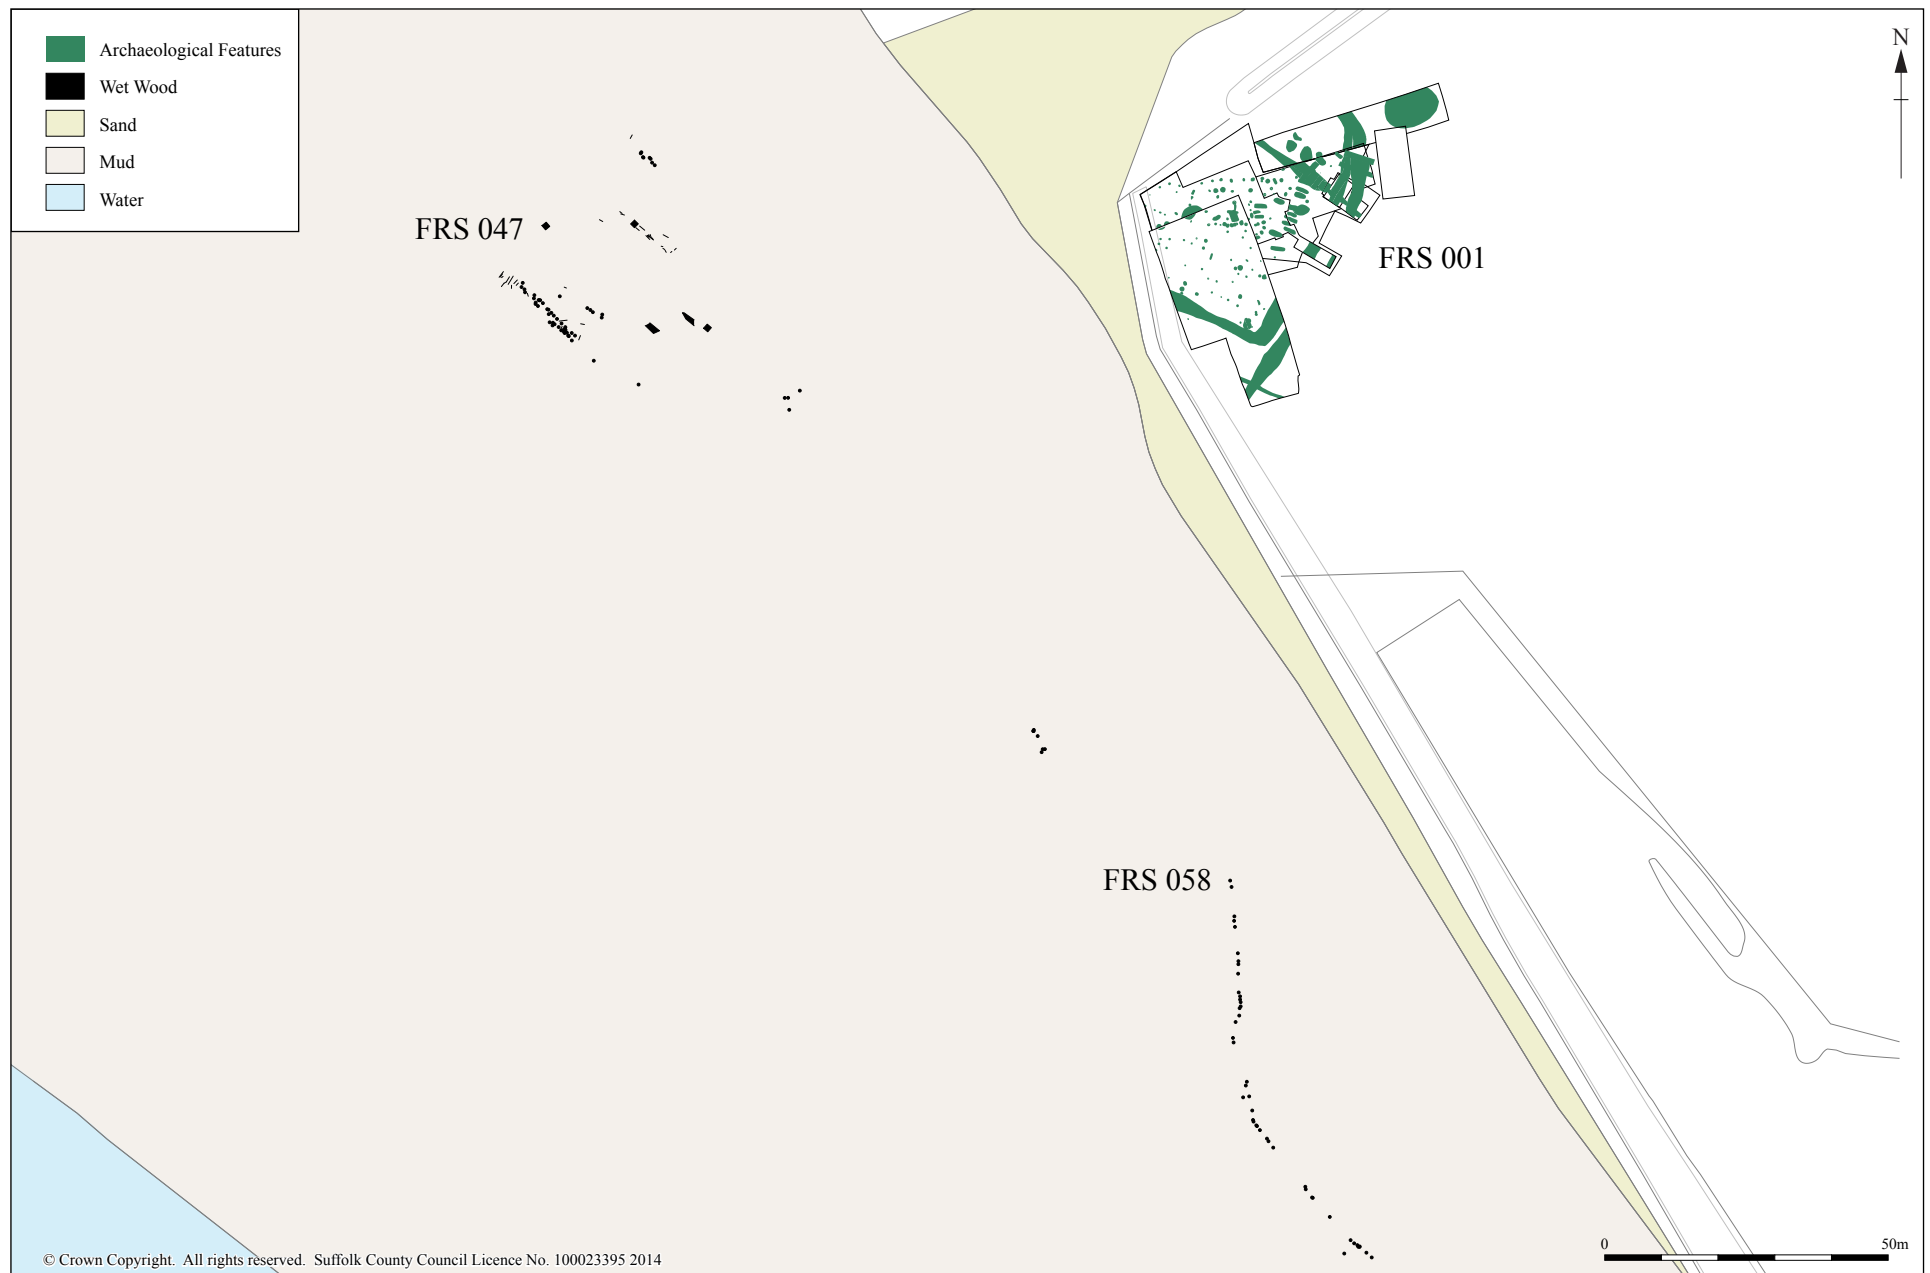 Archaeological Features
Wet Wood
Sand
Mud
Water
N
FRS 047
FRS 001
FRS 058
0 50m
© Crown Copyright. All rights reserved. Suffolk County Council Licence No. 100023395 2014